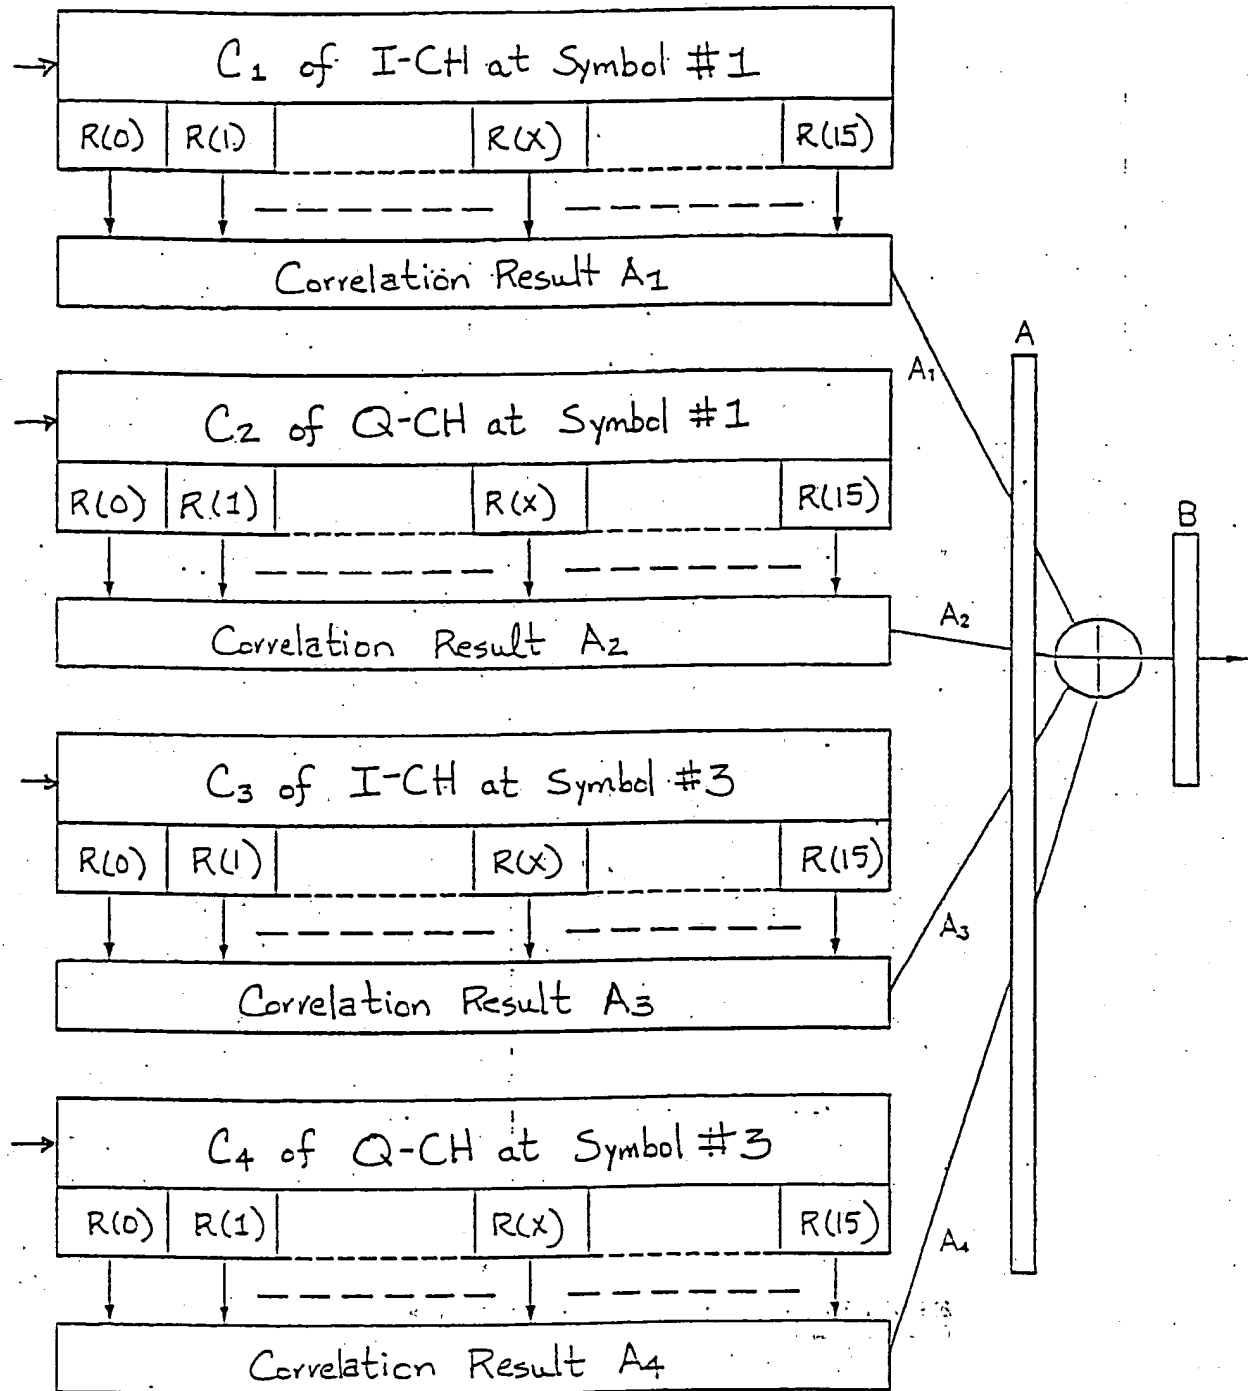 C1 of I-CH at Symbol #1
R(0) R(1) R(X) R(15)
Correlation Result A1
A
A1
C2 of Q-CH at Symbol #1
R(0) R(1) R(X) R(15)
B
Correlation Result A2
A2
C3 of I-CH at Symbol #3
R(0) R(1) R(X) R(15)
A3
Correlation Result A3
C4 of Q-CH at Symbol #3
R(0) R(1) R(X) R(15)
A4
Correlation Result A4